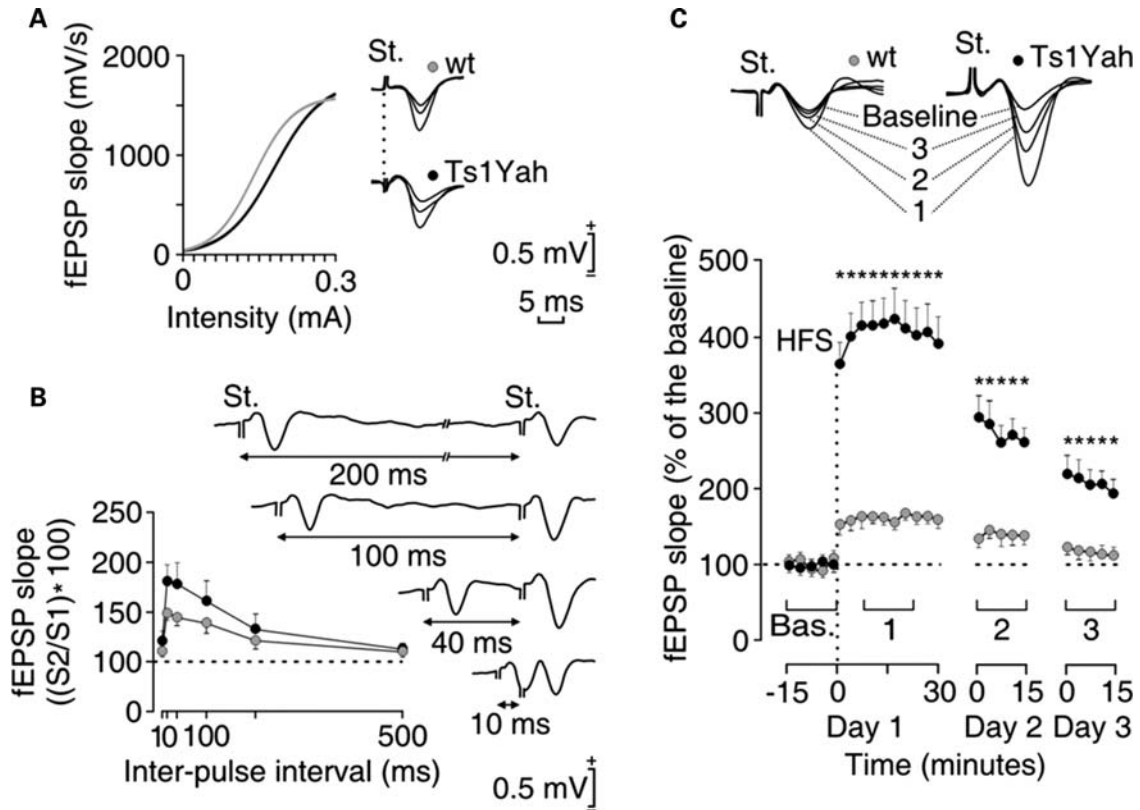 A
fEPSP slope (mV/s)
2000
1000
0
0
0.3
Intensity (mA)
St.
wt
Ts1Yah
+
0.5 mV
–
5 ms
B
St.
St.
200 ms
100 ms
40 ms
10 ms
fEPSP slope
((S2/S1)* 100)
250
200
150
100
50
0
10
100
500
Inter-pulse interval (ms)
+
0.5 mV
–
C
St.
wt
St.
Ts1Yah
Baseline
3
2
1
fEPSP slope (% of the baseline)
500
400
300
200
100
0
HFS
**********
*****
*****
Bas.
1
2
3
-15
0
30
0
15
0
15
Day 1
Day 2
Day 3
Time (minutes)